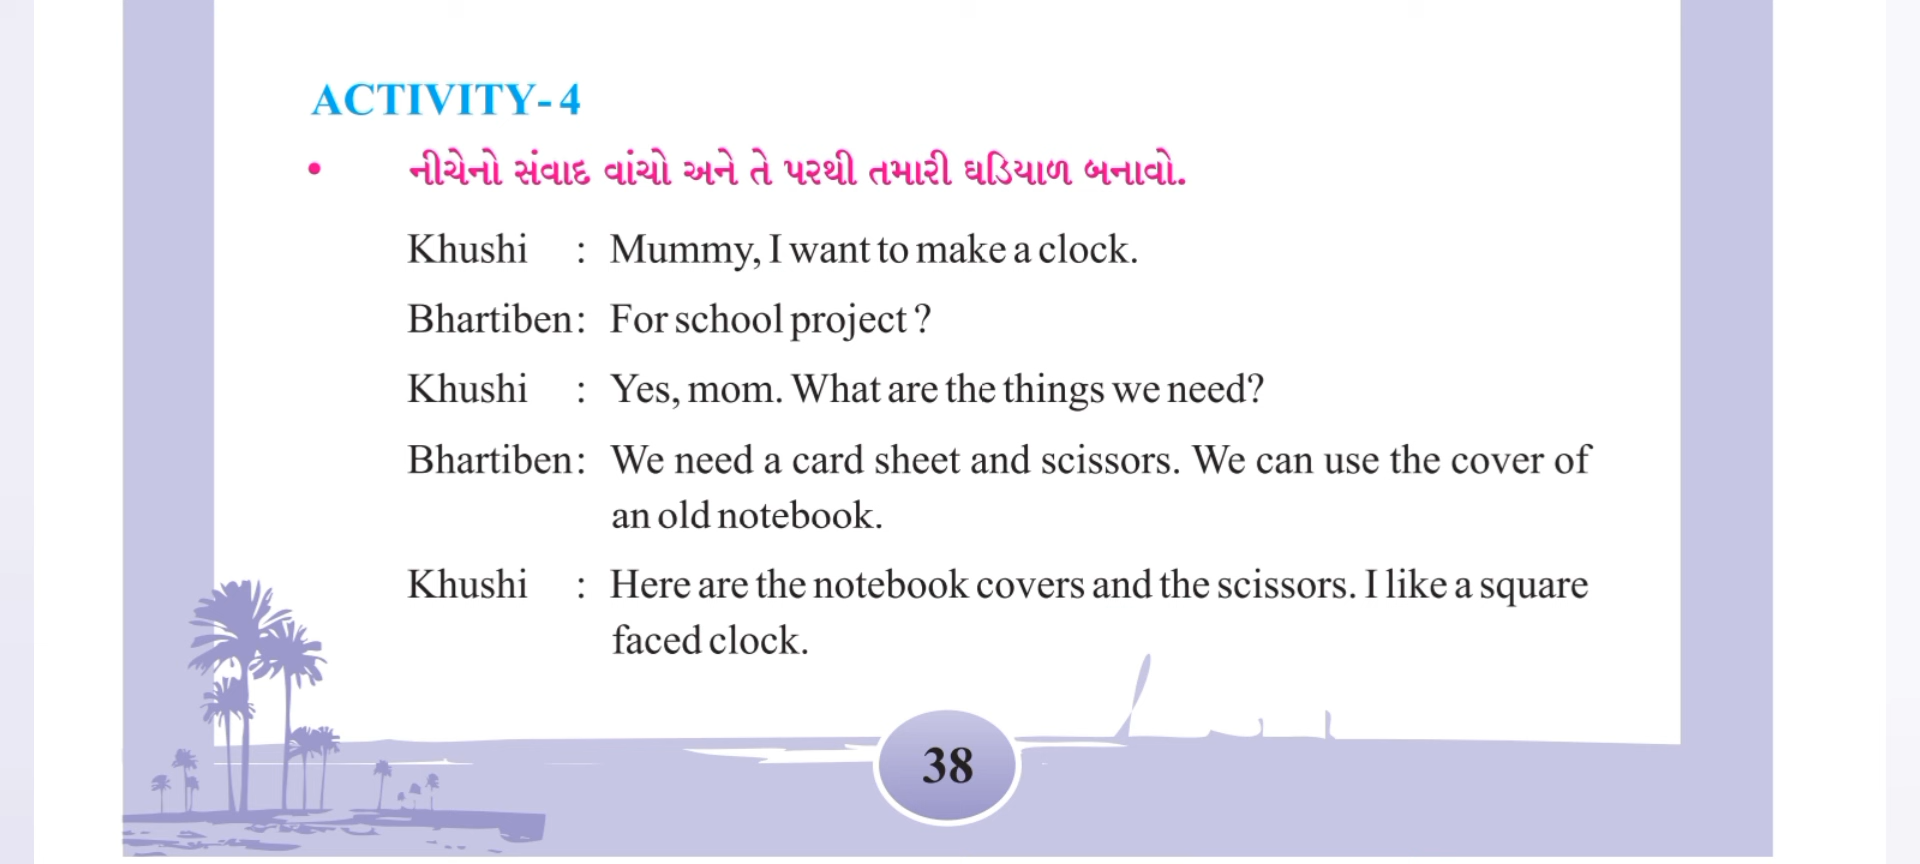 ACTIVITY- 4
• નીચેનો સંવાદ વાંચો અને તે પરથી તમારી ઘડિયાળ બનાવો.
Khushi : Mummy, I want to make a clock.
Bhartiben: For school project ?
Khushi : Yes, mom. What are the things we need?
Bhartiben: We need a card sheet and scissors. We can use the cover of
an old notebook.
Khushi : Here are the notebook covers and the scissors. I like a square
faced clock.
38